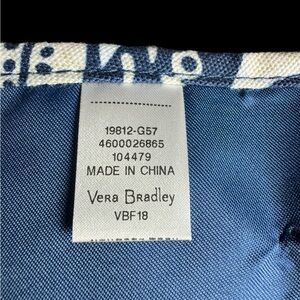 19812-G57
4600026865
104479
MADE IN CHINA
Vera Bradley
VBF18